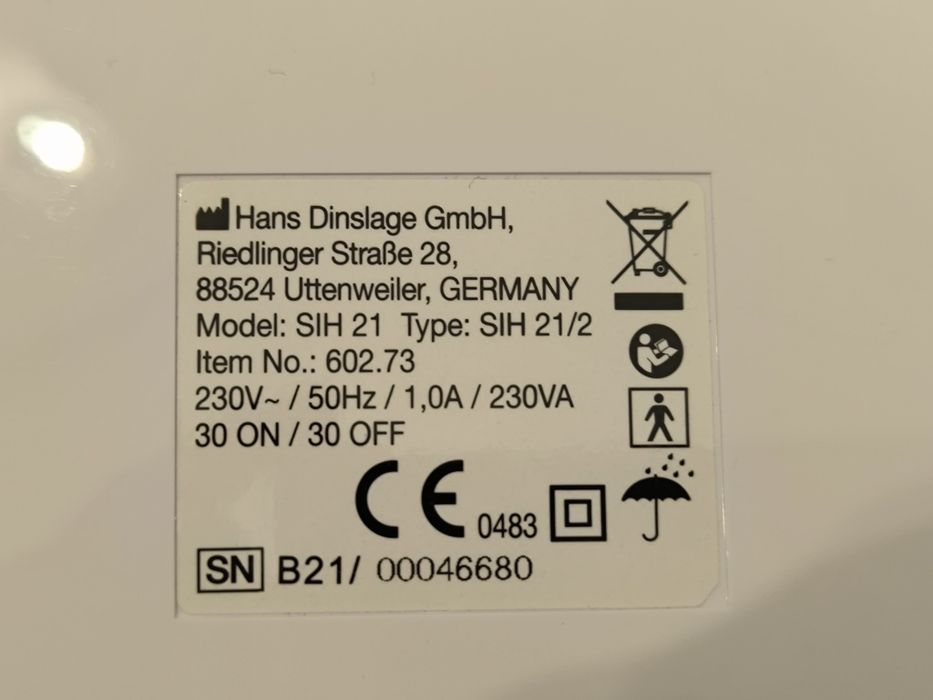 Hans Dinslage GmbH,
Riedlinger Straße 28,
88524 Uttenweiler, GERMANY
Model: SIH 21 Type: SIH 21/2
Item No.: 602.73
230V~ / 50Hz / 1,0A / 230VA
30 ON / 30 OFF
CE 0483
SN B21/ 00046680